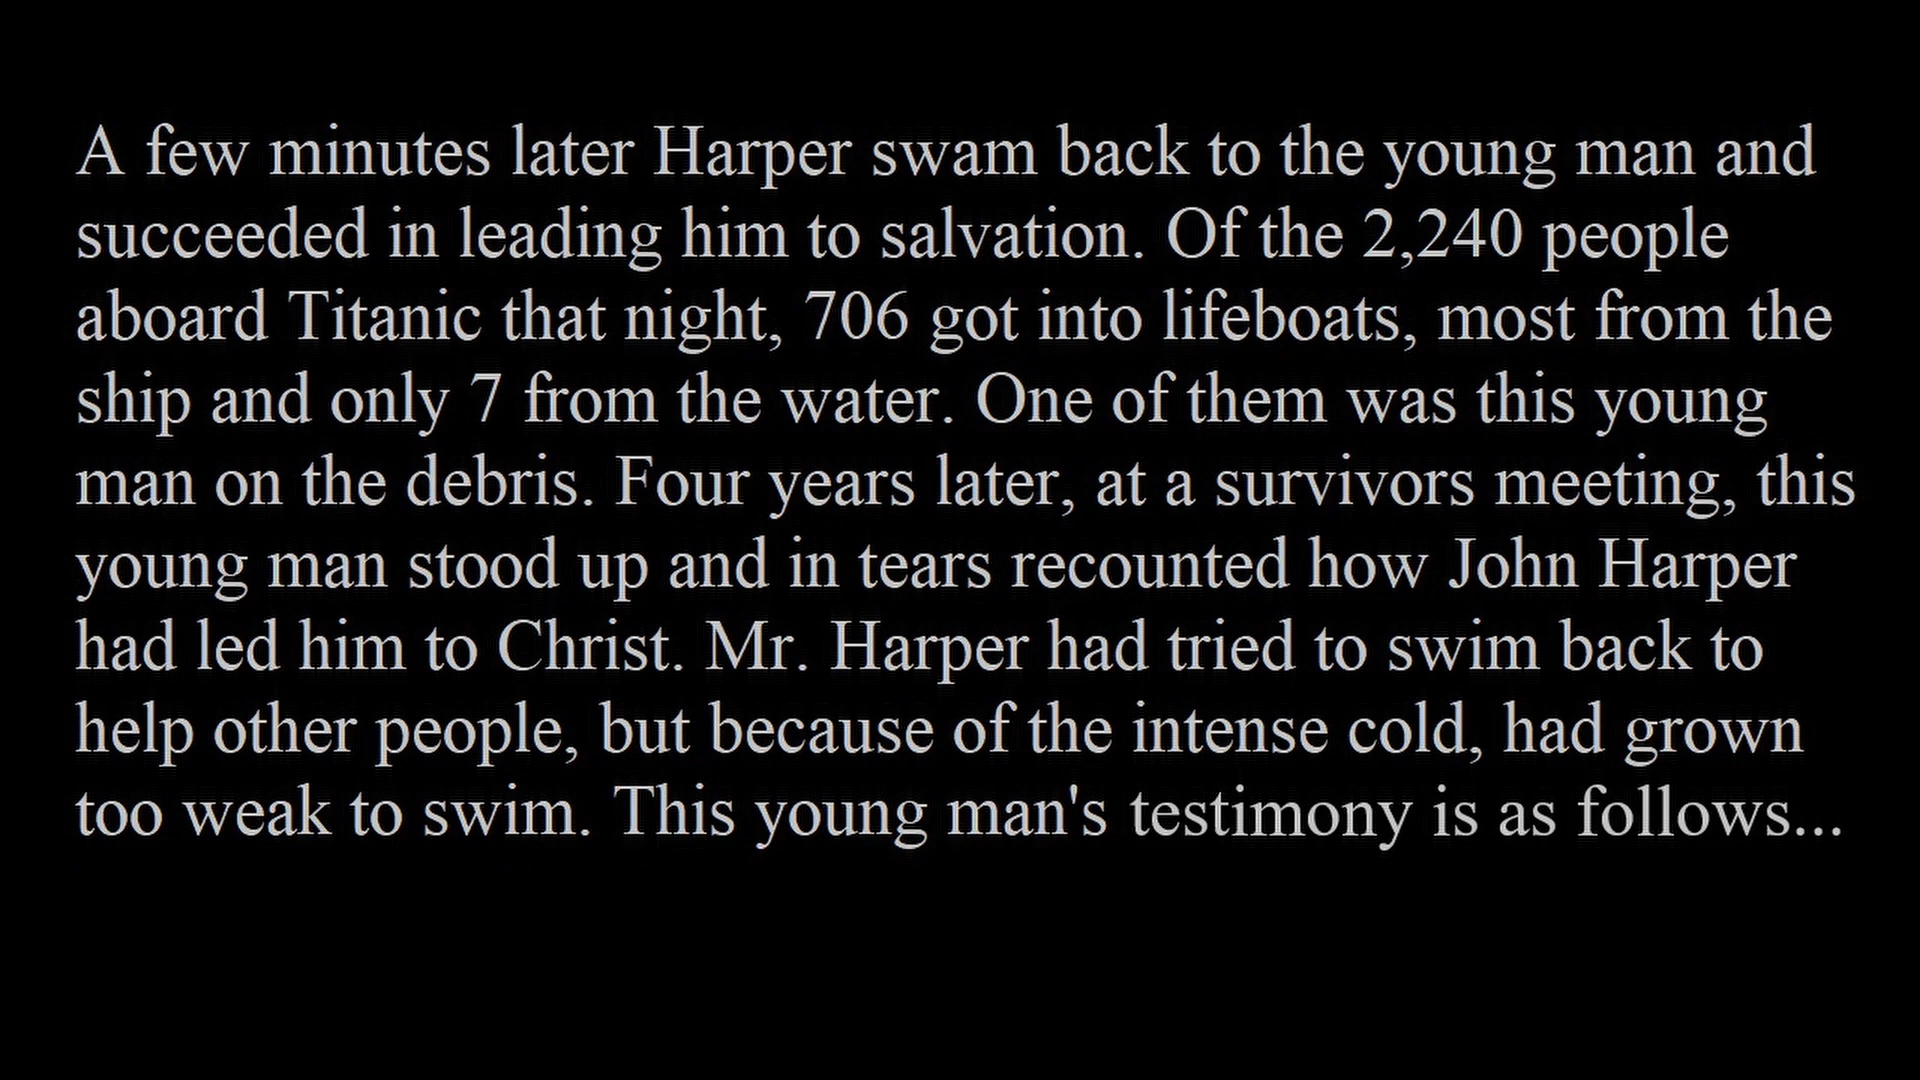 A few minutes later Harper swam back to the young man and
succeeded in leading him to salvation. Of the 2,240 people
aboard Titanic that night, 706 got into lifeboats, most from the
ship and only 7 from the water. One of them was this young
man on the debris. Four years later, at a survivors meeting, this
young man stood up and in tears recounted how John Harper
had led him to Christ. Mr. Harper had tried to swim back to
help other people, but because of the intense cold, had grown
too weak to swim. This young man's testimony is as follows...